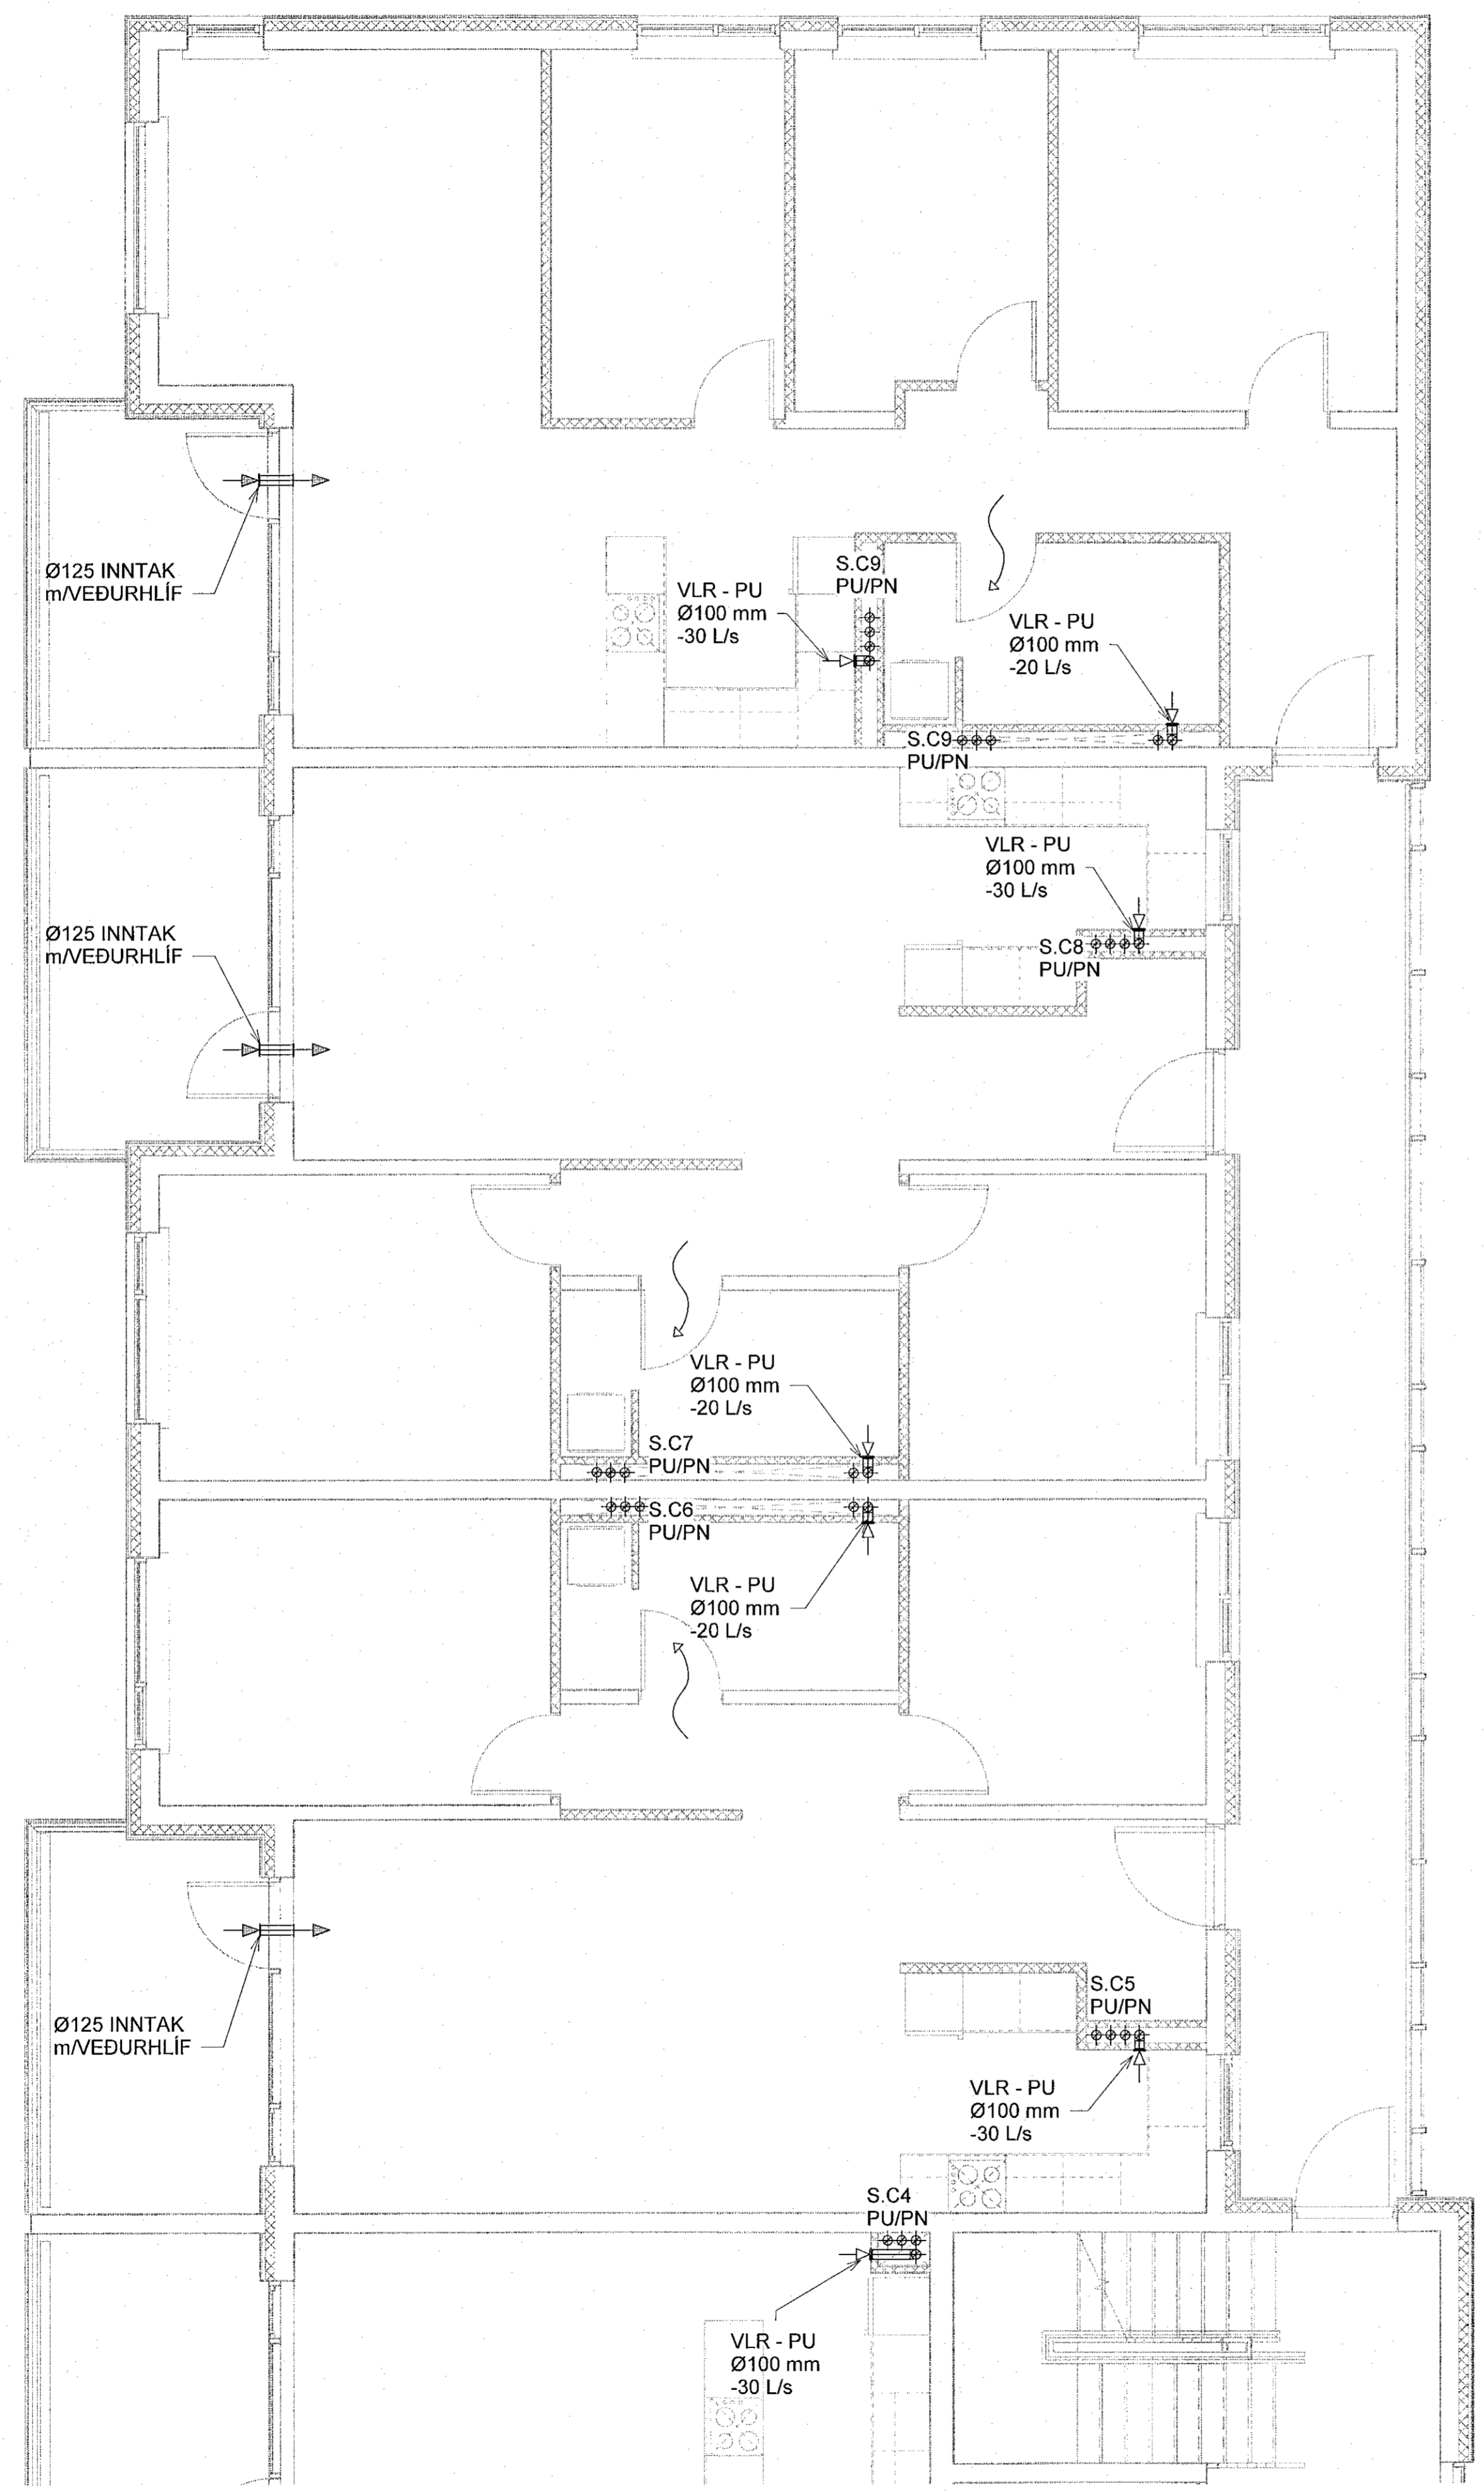 Ø125 INNTAK
m/VEÐURHLÍF
VLR - PU
Ø100 mm
-30 L/s
S.C9
PU/PN
VLR - PU
Ø100 mm
-20 L/s
S.C9
PU/PN
VLR - PU
Ø100 mm
-30 L/s
Ø125 INNTAK
m/VEÐURHLÍF
S.C8
PU/PN
VLR - PU
Ø100 mm
-20 L/s
S.C7
PU/PN
S.C6
PU/PN
VLR - PU
Ø100 mm
-20 L/s
Ø125 INNTAK
m/VEÐURHLÍF
S.C5
PU/PN
VLR - PU
Ø100 mm
-30 L/s
S.C4
PU/PN
VLR - PU
Ø100 mm
-30 L/s